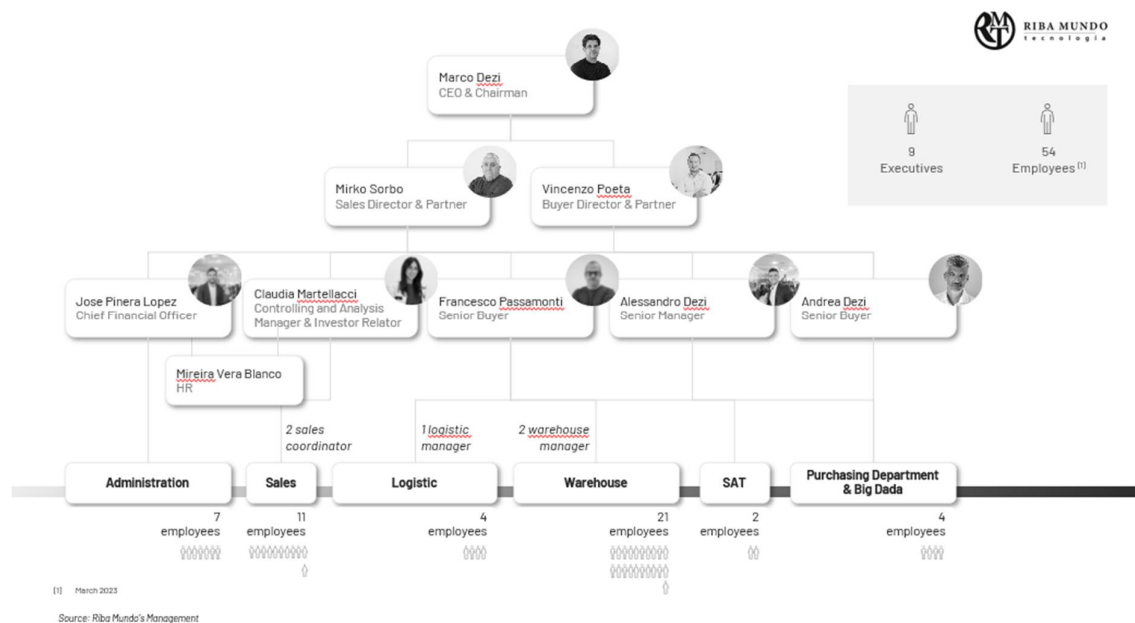 RMT
RIBA MUNDO
tecnología
Marco Dezi
CEO & Chairman
9
Executives
54
Employees [1]
Mirko Sorbo
Sales Director & Partner
Vincenzo Poeta
Buyer Director & Partner
Jose Pinera Lopez
Chief Financial Officer
Claudia Martellacci
Controlling and Analysis
Manager & Investor Relator
Francesco Passamonti
Senior Buyer
Alessandro Dezi
Senior Manager
Andrea Dezi
Senior Buyer
Mireira Vera Blanco
HR
2 sales
coordinator
1 logistic
manager
2 warehouse
manager
Administration
Sales
Logistic
Warehouse
SAT
Purchasing Department
& Big Dada
7
employees
11
employees
4
employees
21
employees
2
employees
4
employees
[1] March 2023
Source: Riba Mundo's Management